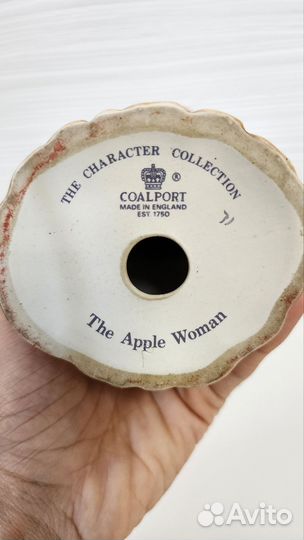 THE CHARACTER COLLECTION
®
COALPORT
MADE IN ENGLAND
EST. 1750
The Apple Woman
Avito